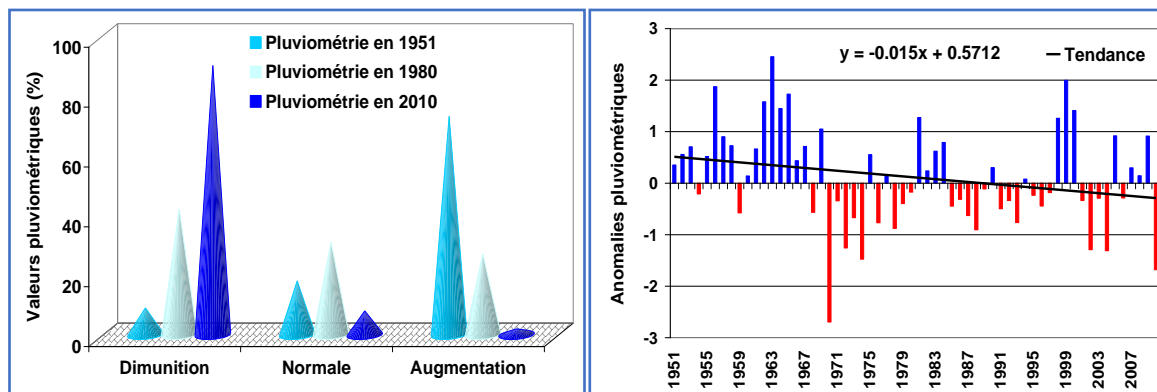 Valeurs pluviométriques (%)
100
80
60
40
20
0
Pluviométrie en 1951
Pluviométrie en 1980
Pluviométrie en 2010
Dimunition Normale Augmentation
Anomalies pluviométriques
3
2
1
0
-1
-2
-3
y = -0.015x + 0.5712 Tendance
1951 1955 1959 1963 1967 1971 1975 1979 1983 1987 1991 1995 1999 2003 2007